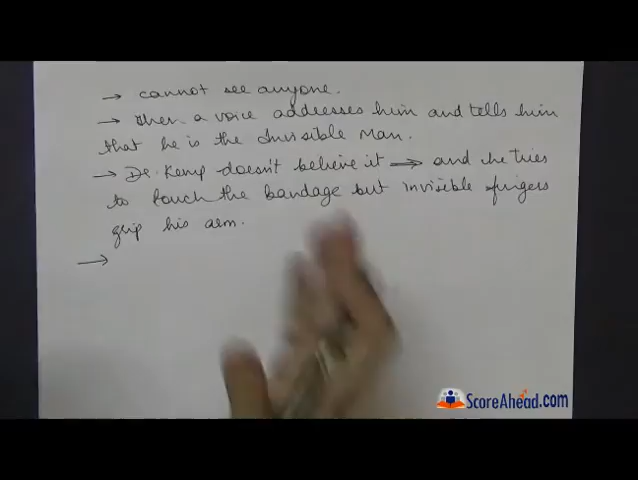 → cannot see anyone.
→ then a voice addresses him and tells him
that he is the Invisible Man.
→ Dr. Kemp doesn't believe it → and he tries
to touch the bandage but invisible fingers
grip his arm.
→
ScoreAhead.com